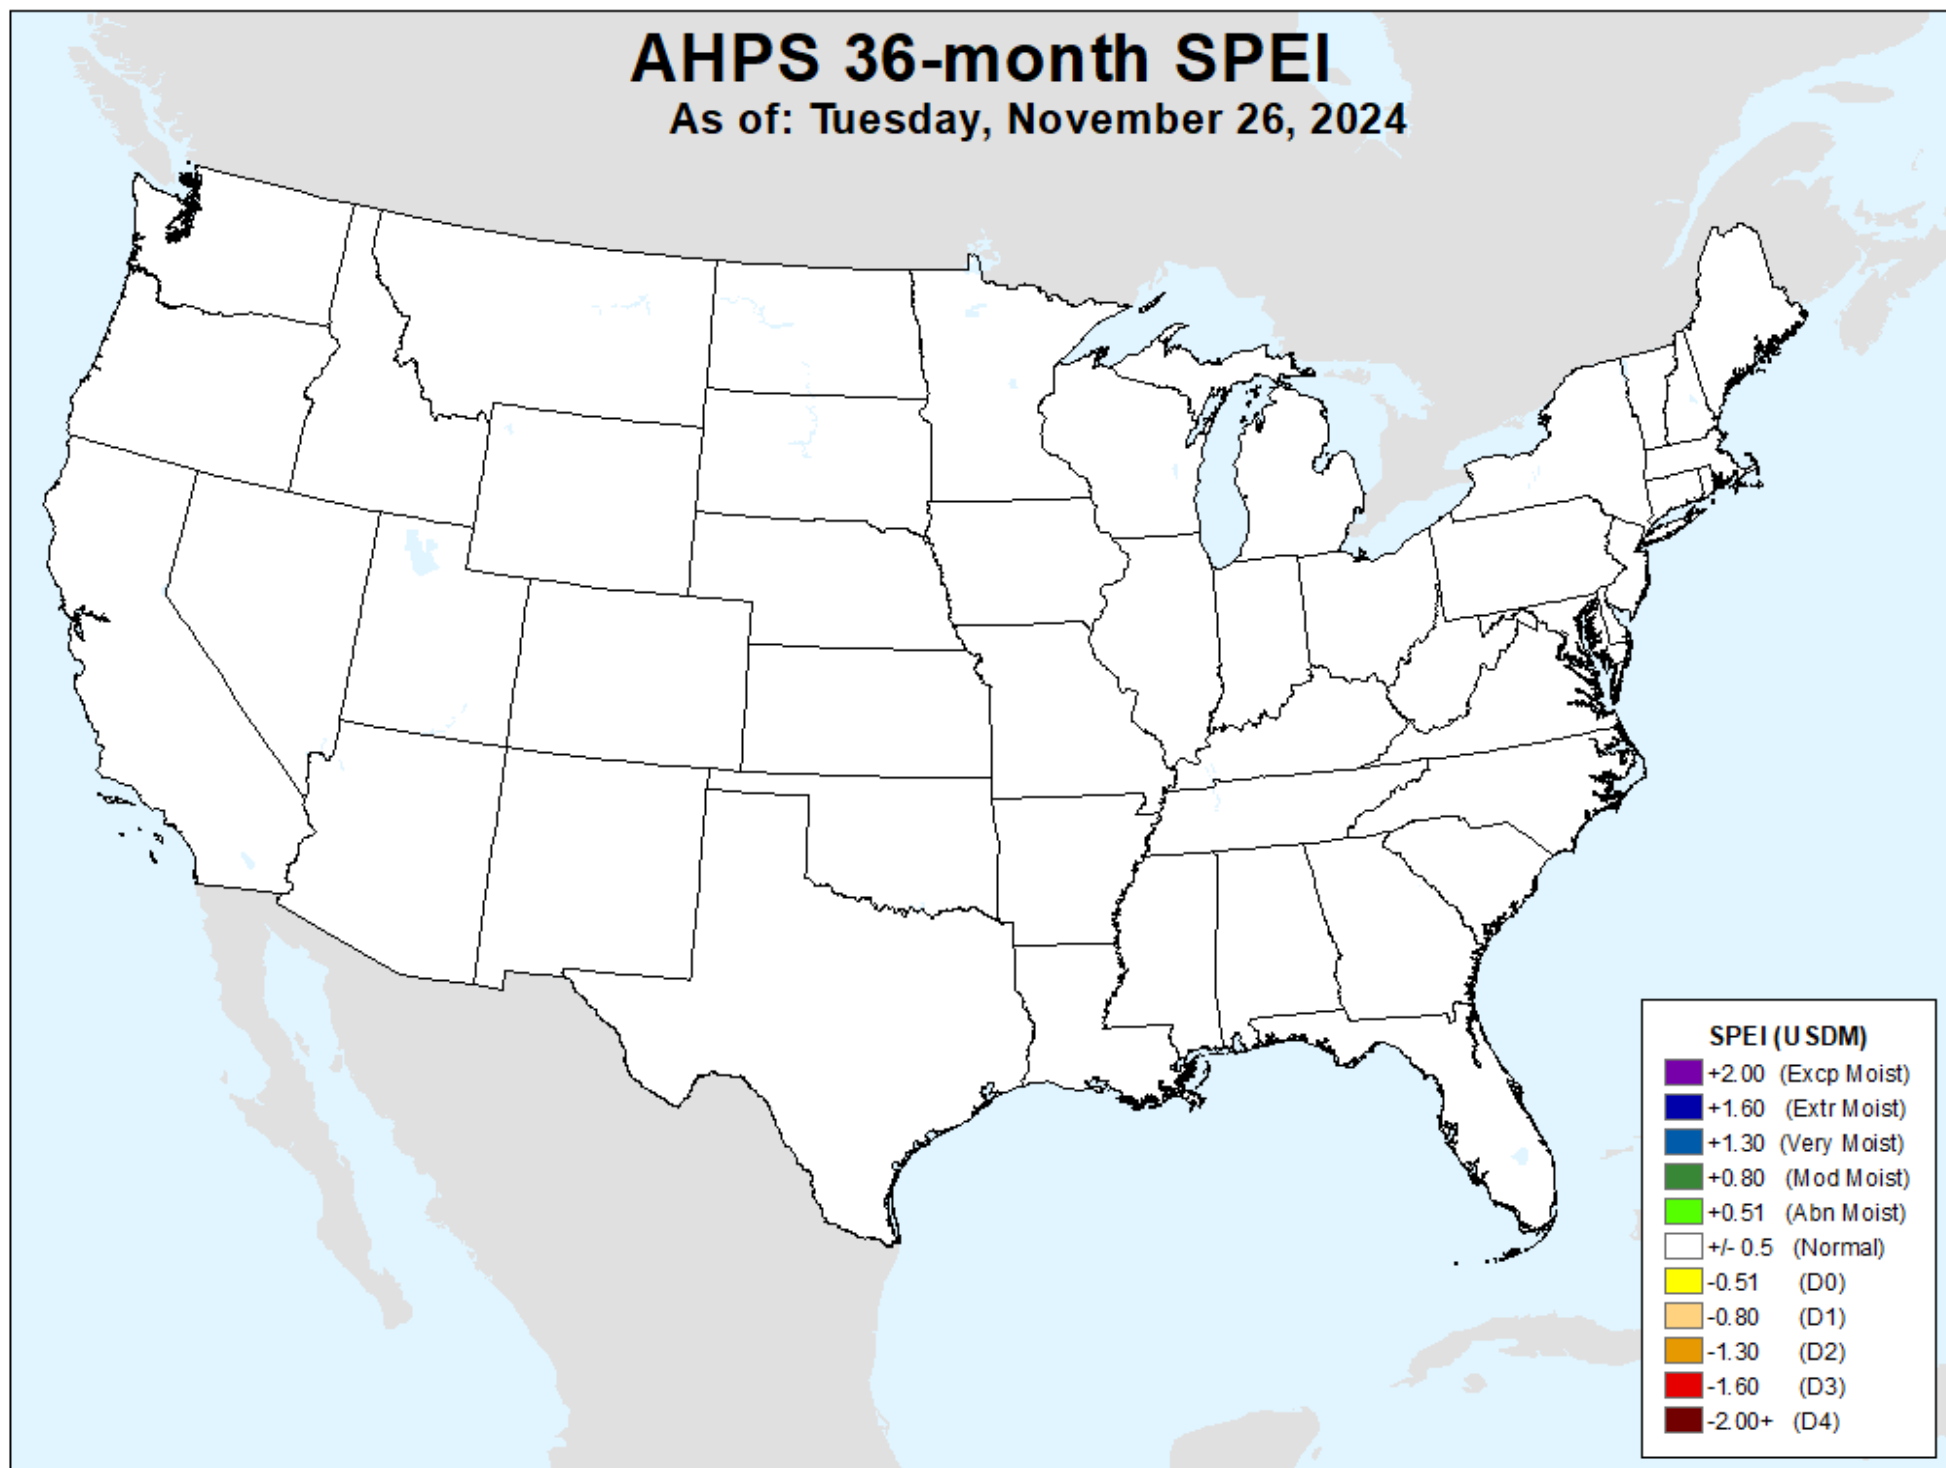 AHPS 36-month SPEI
As of: Tuesday, November 26, 2024
SPEI (USDM)
+2.00 (Excp Moist)
+1.60 (Extr Moist)
+1.30 (Very Moist)
+0.80 (Mod Moist)
+0.51 (Abn Moist)
+/- 0.5 (Normal)
-0.51 (D0)
-0.80 (D1)
-1.30 (D2)
-1.60 (D3)
-2.00+ (D4)